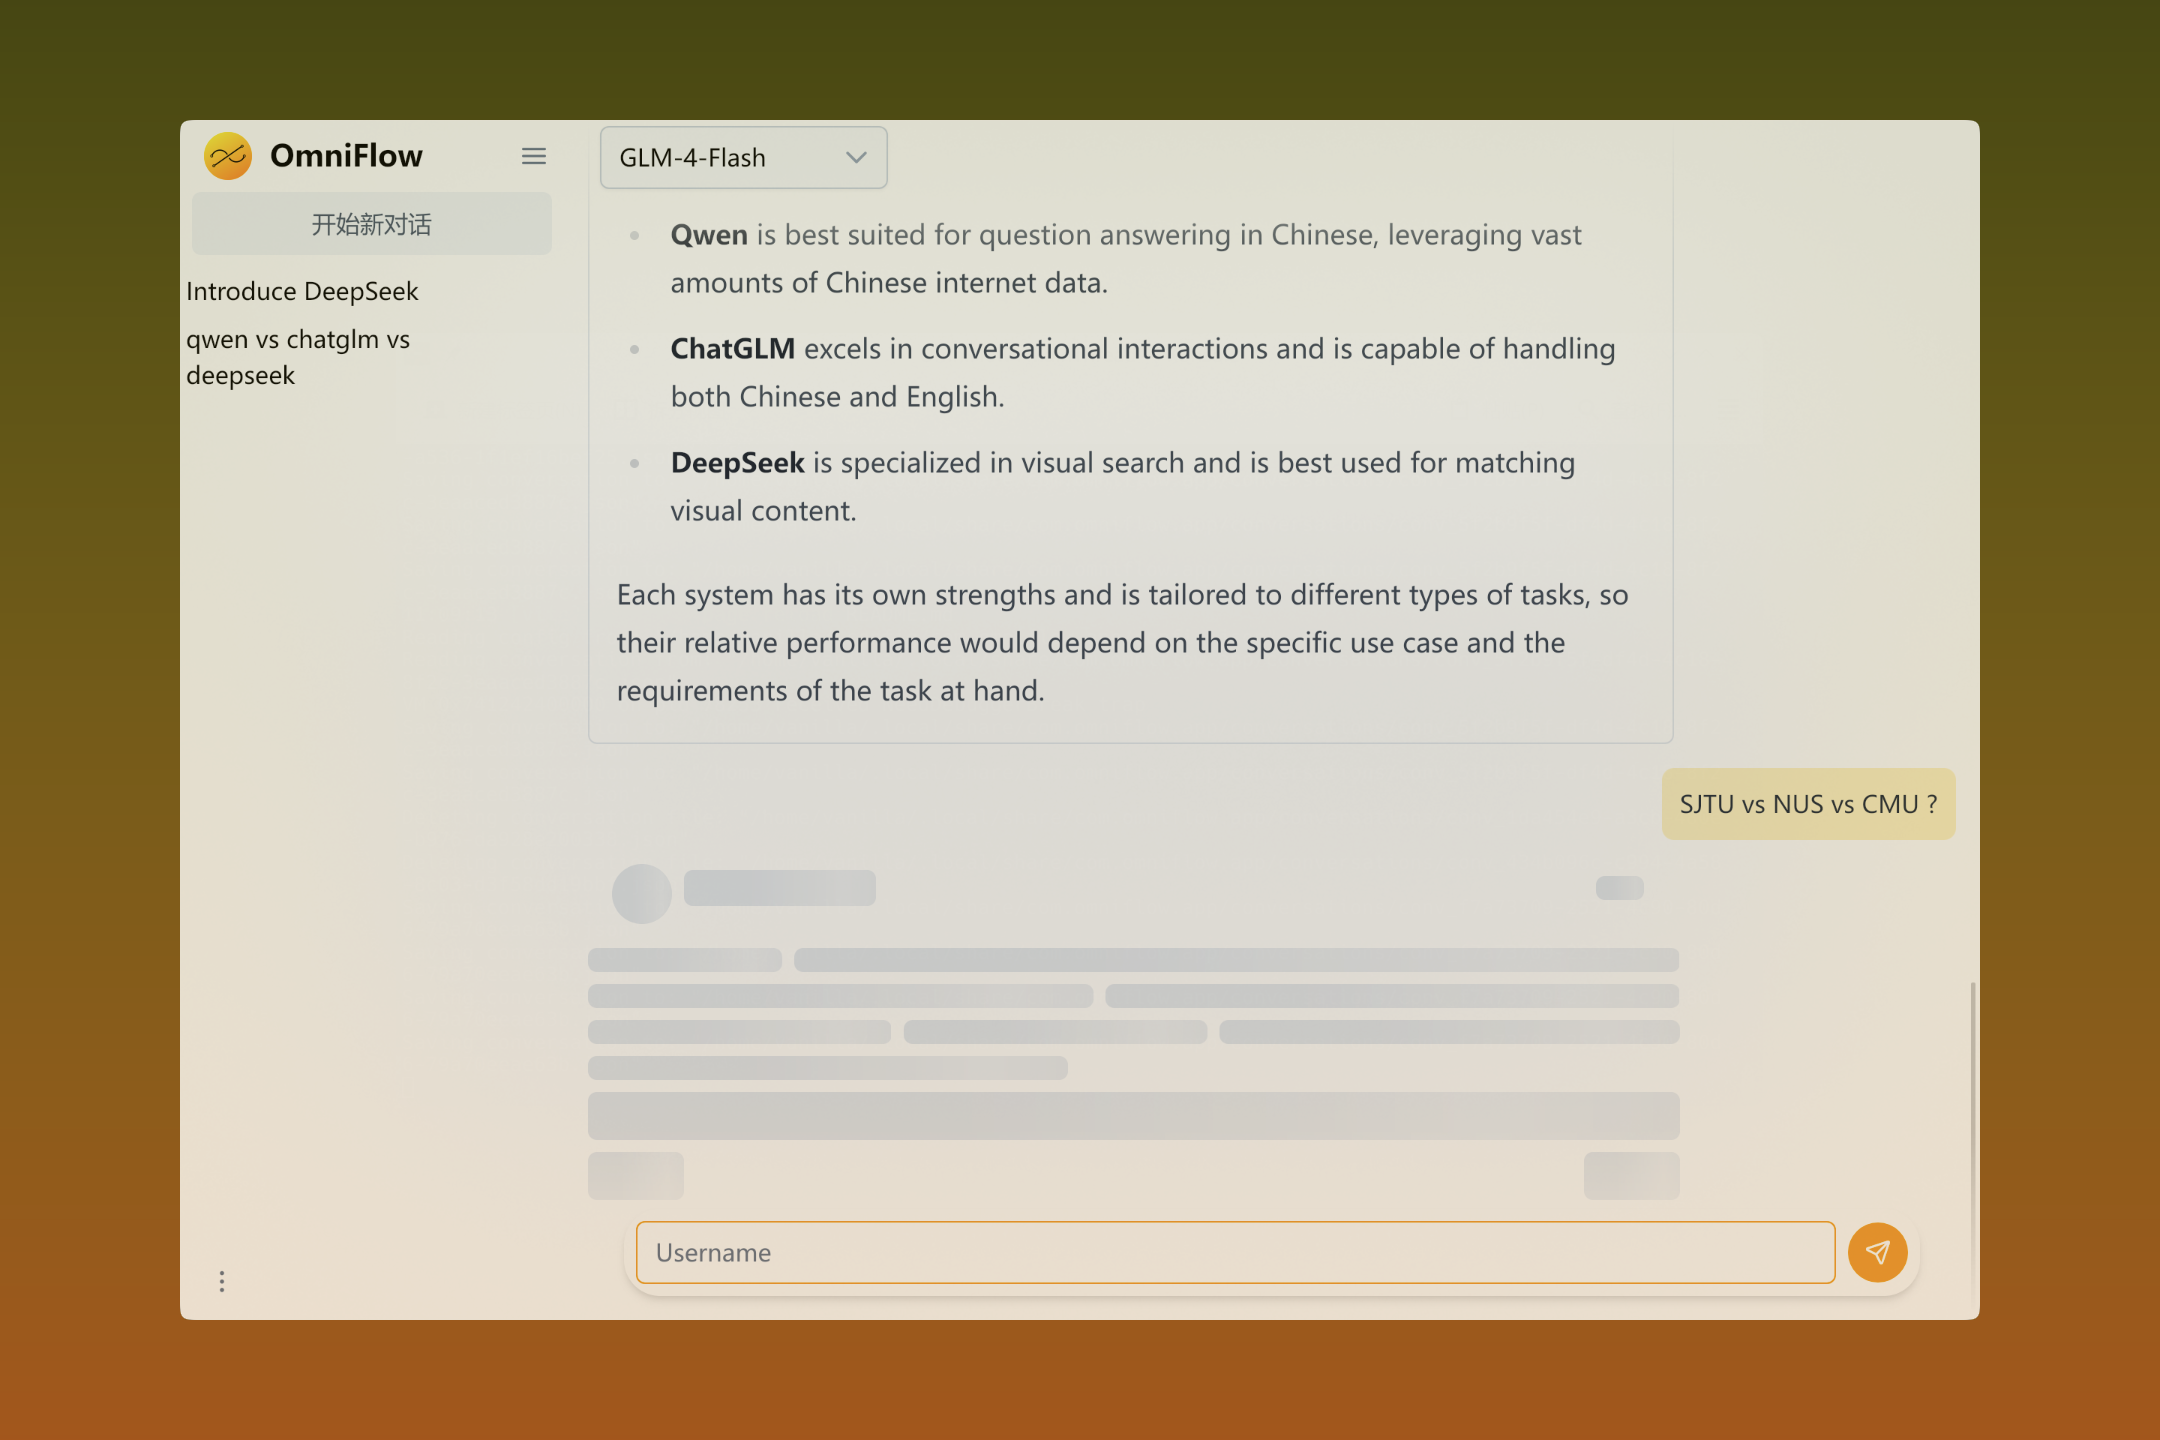 OmniFlow
开始新对话
Introduce DeepSeek
qwen vs chatglm vs
deepseek
GLM-4-Flash
Qwen is best suited for question answering in Chinese, leveraging vast
amounts of Chinese internet data.
ChatGLM excels in conversational interactions and is capable of handling
both Chinese and English.
DeepSeek is specialized in visual search and is best used for matching
visual content.
Each system has its own strengths and is tailored to different types of tasks, so
their relative performance would depend on the specific use case and the
requirements of the task at hand.
SJTU vs NUS vs CMU ?
Username